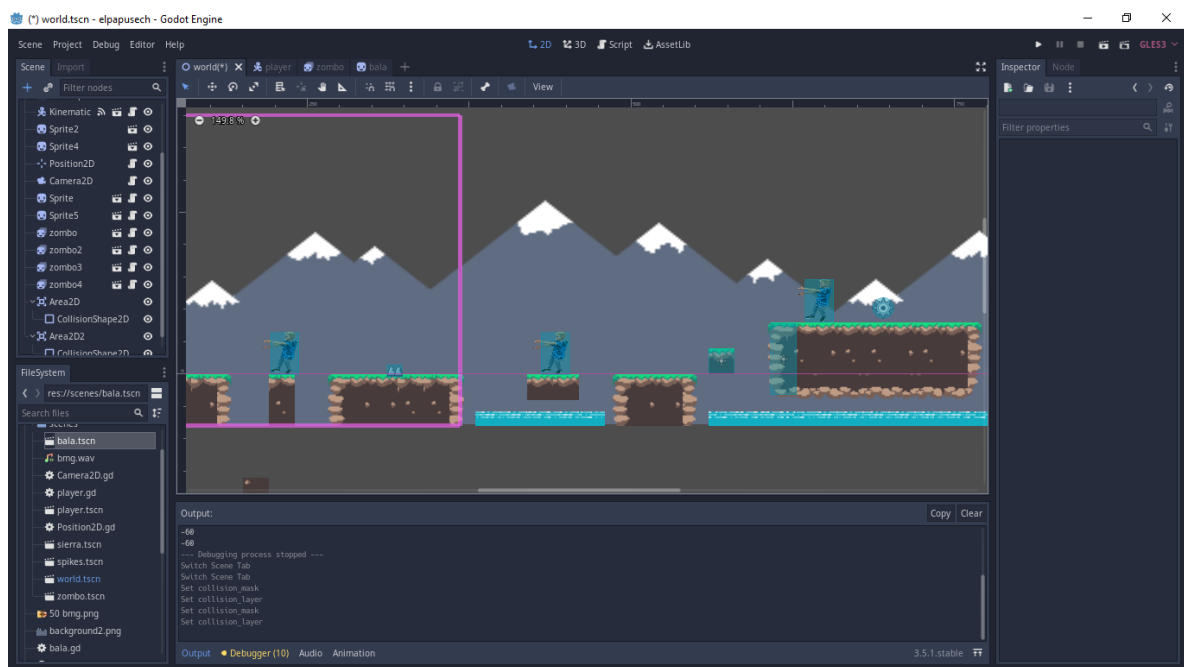 (*) world.tscn - elpapusech - Godot Engine
Scene Project Debug Editor Help
2D 3D Script AssetLib
GLES3
Scene Import
world(*) player zombo bala
Inspector Node
Filter nodes
View
Kinematic
Sprite2
Sprite4
Position2D
Camera2D
Sprite
Sprite5
zombo
zombo2
zombo3
zombo4
Area2D
CollisionShape2D
Area2D2
CollisionShape2D
250 500 750
149.8 %
Filter properties
FileSystem
res://scenes/bala.tscn
Search files
scenes
bala.tscn
bmg.wav
Camera2D.gd
player.gd
player.tscn
Position2D.gd
sierra.tscn
spikes.tscn
world.tscn
zombo.tscn
50 bmg.png
background2.png
bala.gd
Output:
Copy Clear
-60
-60
--- Debugging process stopped ---
Switch Scene Tab
Switch Scene Tab
Set collision_mask
Set collision_layer
Set collision_mask
Set collision_layer
Output Debugger (10) Audio Animation
3.5.1.stable